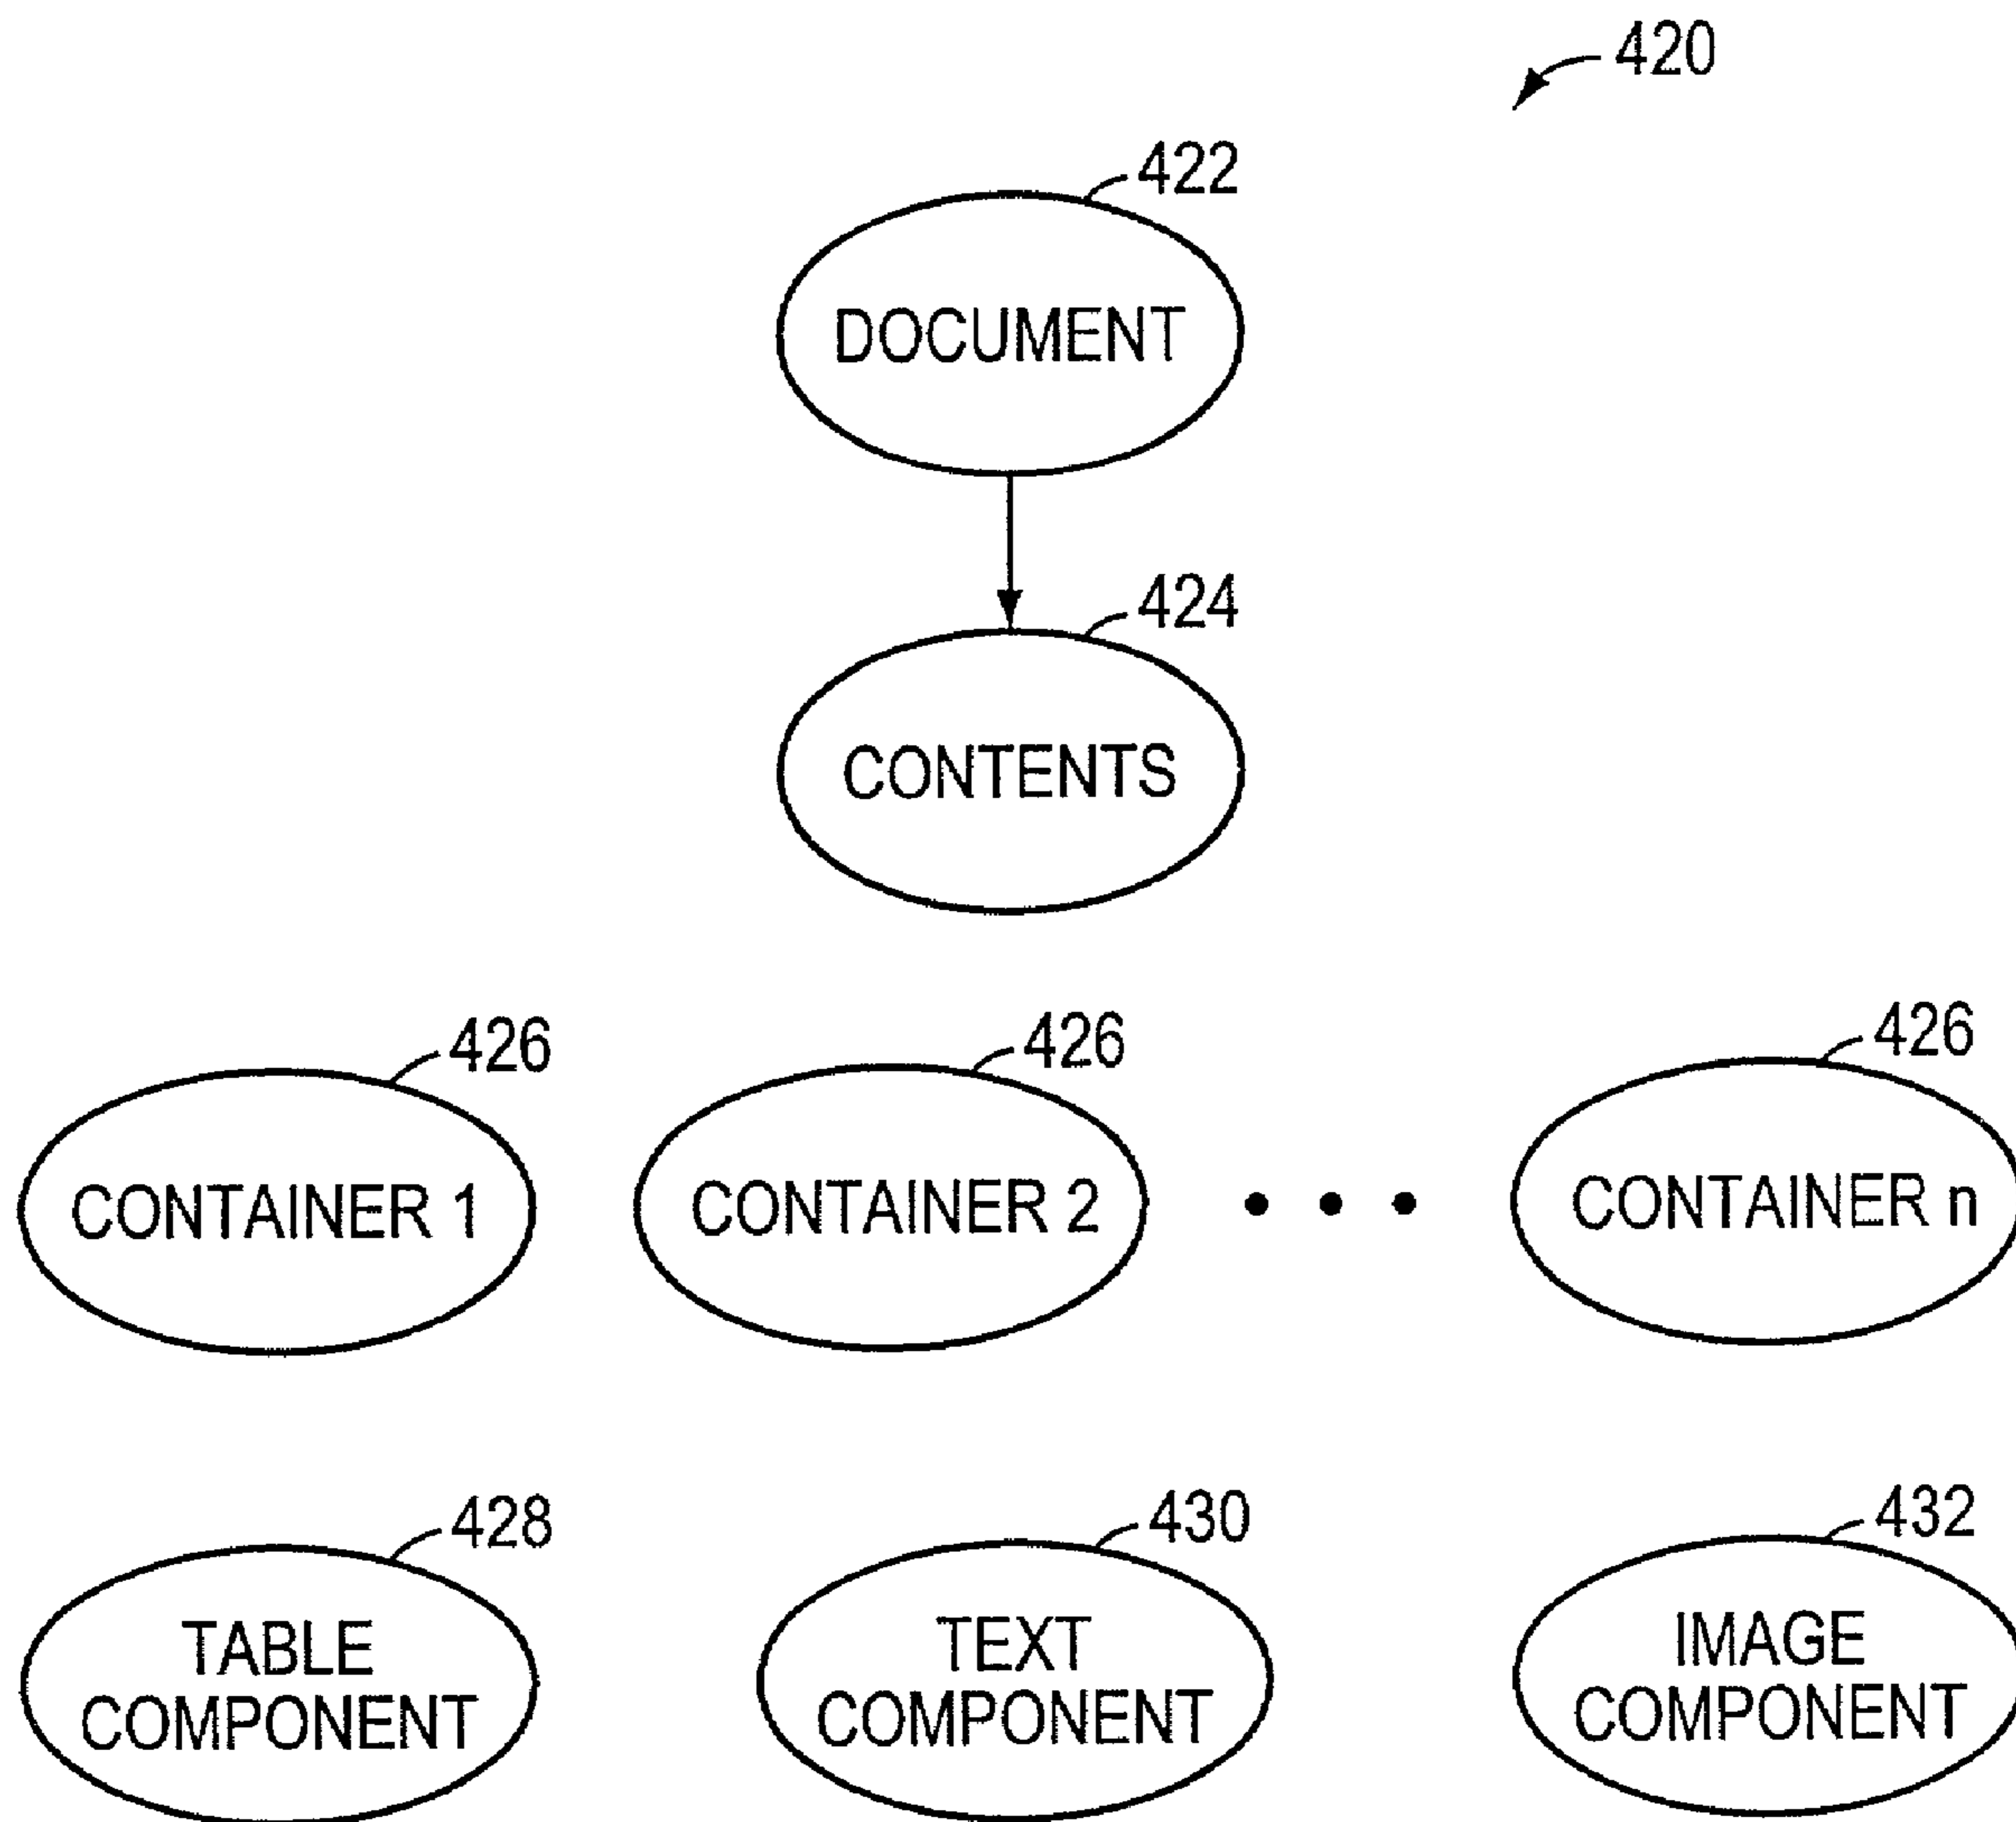 420
422
DOCUMENT
424
CONTENTS
426
426
426
CONTAINER 1
CONTAINER 2
CONTAINER n
428
430
432
TABLE
COMPONENT
TEXT
COMPONENT
IMAGE
COMPONENT